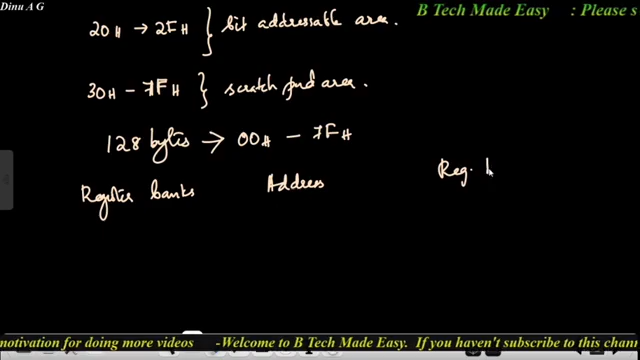 Dinu A G
B Tech Made Easy : Please s
20H → 2FH } bit addressable area.
30H - 7FH } scratch pad area.
128 bytes → 00H - 7FH
Register banks Address Reg.
motivation for doing more videos -Welcome to B Tech Made Easy. If you haven't subscribe to this chann